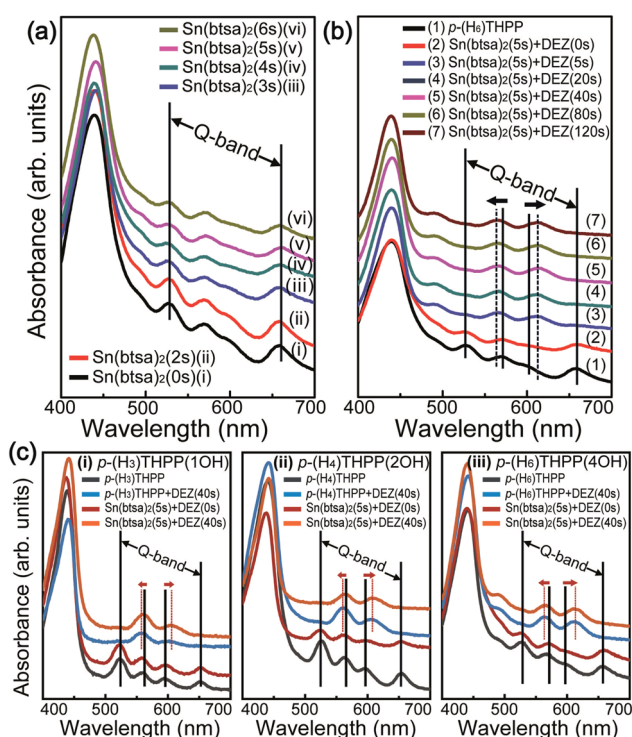 (a)
Sn(btsa)₂(6s)(vi)
Sn(btsa)₂(5s)(v)
Sn(btsa)₂(4s)(iv)
Sn(btsa)₂(3s)(iii)
Q-band
(vi)
(v)
(iv)
(iii)
(ii)
(i)
Sn(btsa)₂(2s)(ii)
Sn(btsa)₂(0s)(i)
Absorbance (arb. units)
400 500 600 700
Wavelength (nm)
(b)
(1) p-(H₆)THPP
(2) Sn(btsa)₂(5s)+DEZ(0s)
(3) Sn(btsa)₂(5s)+DEZ(5s)
(4) Sn(btsa)₂(5s)+DEZ(20s)
(5) Sn(btsa)₂(5s)+DEZ(40s)
(6) Sn(btsa)₂(5s)+DEZ(80s)
(7) Sn(btsa)₂(5s)+DEZ(120s)
Q-band
(7)
(6)
(5)
(4)
(3)
(2)
(1)
400 500 600 700
Wavelength (nm)
(c)
(i) p-(H₃)THPP(1OH)
p-(H₃)THPP
p-(H₃)THPP+DEZ(40s)
Sn(btsa)₂(5s)+DEZ(0s)
Sn(btsa)₂(5s)+DEZ(40s)
Q-band
Absorbance (arb. units)
400 500 600 700
Wavelength (nm)
(ii) p-(H₄)THPP(2OH)
p-(H₄)THPP
p-(H₄)THPP+DEZ(40s)
Sn(btsa)₂(5s)+DEZ(0s)
Sn(btsa)₂(5s)+DEZ(40s)
Q-band
400 500 600 700
Wavelength (nm)
(iii) p-(H₆)THPP(4OH)
p-(H₆)THPP
p-(H₆)THPP+DEZ(40s)
Sn(btsa)₂(5s)+DEZ(0s)
Sn(btsa)₂(5s)+DEZ(40s)
Q-band
400 500 600 700
Wavelength (nm)